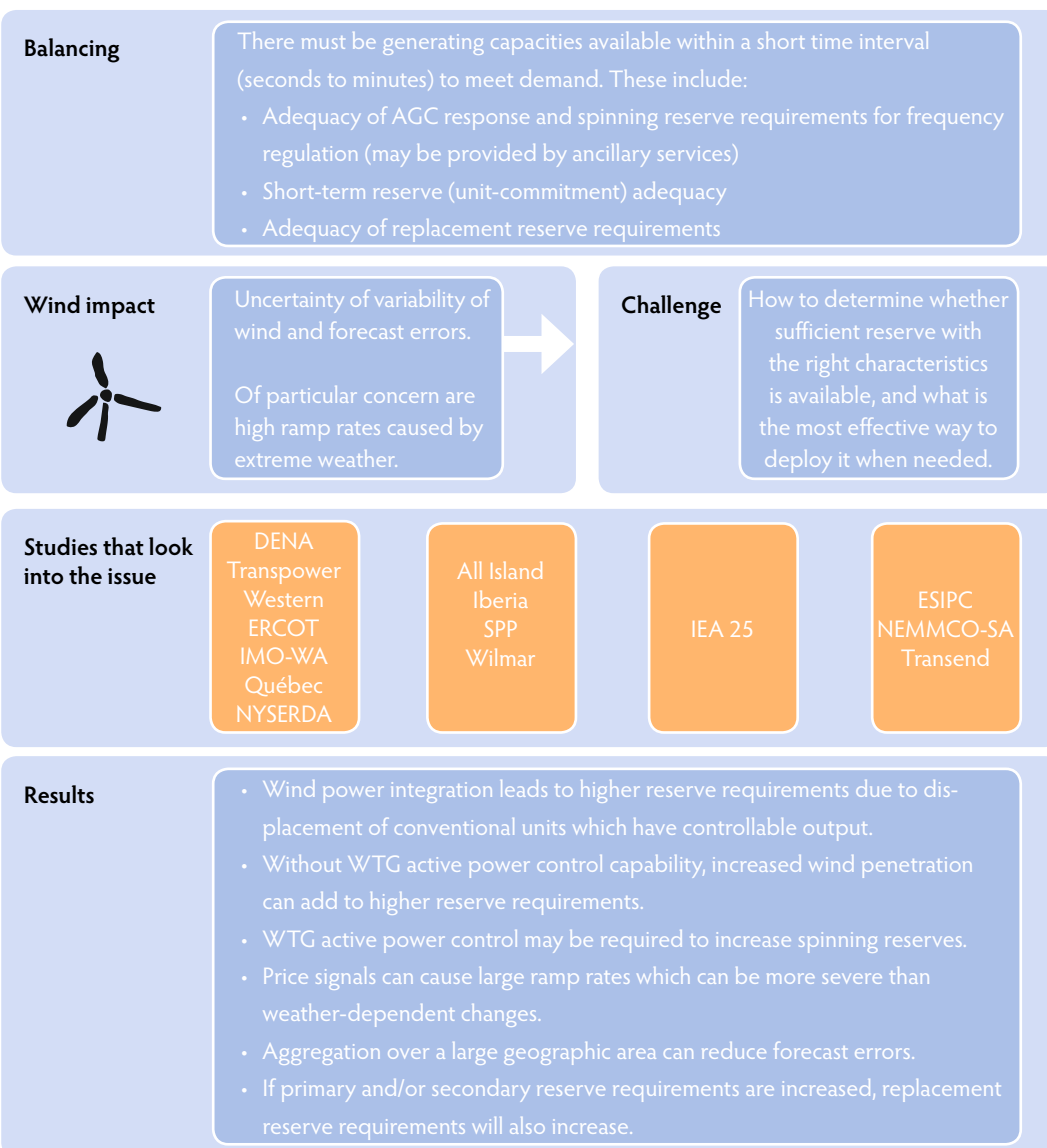 Balancing
There must be generating capacities available within a short time interval
(seconds to minutes) to meet demand. These include:
• Adequacy of AGC response and spinning reserve requirements for frequency
regulation (may be provided by ancillary services)
• Short-term reserve (unit-commitment) adequacy
• Adequacy of replacement reserve requirements
Wind impact
Uncertainty of variability of
wind and forecast errors.
Of particular concern are
high ramp rates caused by
extreme weather.
Challenge
How to determine whether
sufficient reserve with
the right characteristics
is available, and what is
the most effective way to
deploy it when needed.
Studies that look
into the issue
DENA
Transpower
Western
ERCOT
IMO-WA
Québec
NYSERDA
All Island
Iberia
SPP
Wilmar
IEA 25
ESIPC
NEMMCO-SA
Transend
Results
• Wind power integration leads to higher reserve requirements due to dis-
placement of conventional units which have controllable output.
• Without WTG active power control capability, increased wind penetration
can add to higher reserve requirements.
• WTG active power control may be required to increase spinning reserves.
• Price signals can cause large ramp rates which can be more severe than
weather-dependent changes.
• Aggregation over a large geographic area can reduce forecast errors.
• If primary and/or secondary reserve requirements are increased, replacement
reserve requirements will also increase.